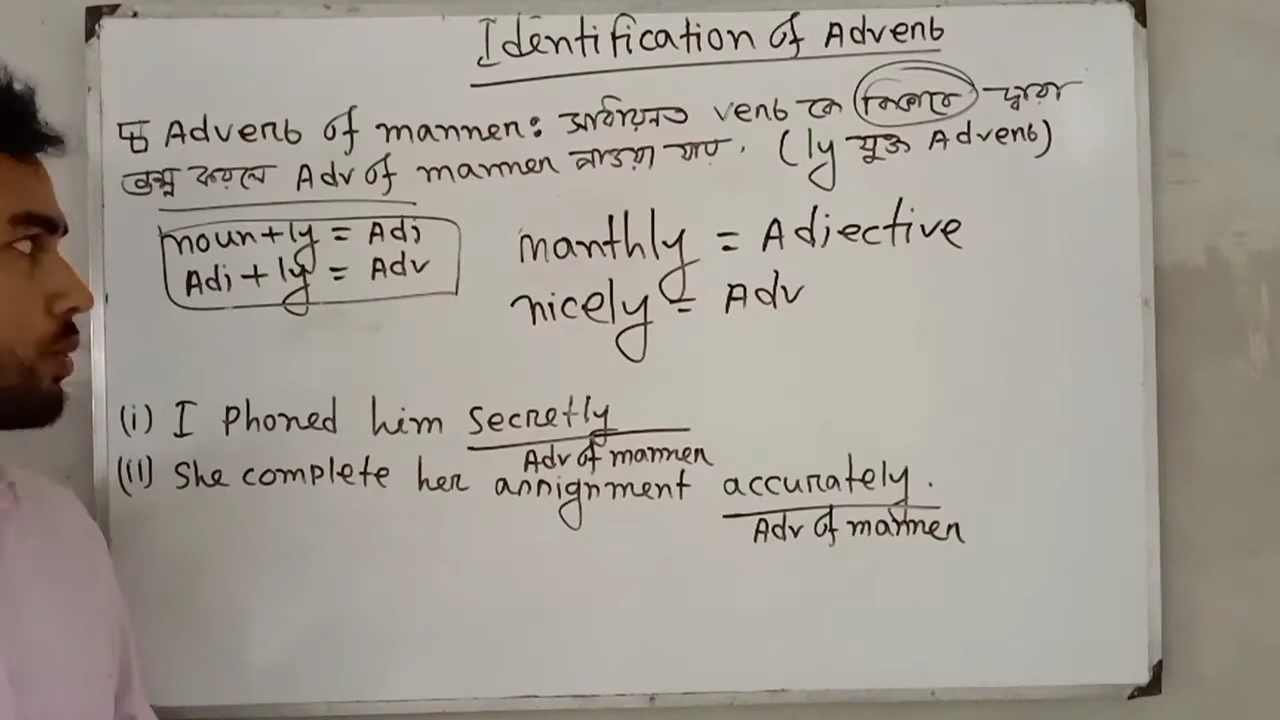 Identification of Adverb
Adverb of manner: সাধারণত verb কে কিভাবে দ্বারা
প্রশ্ন করলে Adv of manner পাওয়া যায়. (ly যুক্ত Adverb)
noun+ly = Adj
Adj+ly = Adv
manthly = Adjective
nicely = Adv
(i) I phoned him secretly
Adv of manner
(II) She complete her assignment accurately.
Adv of manner